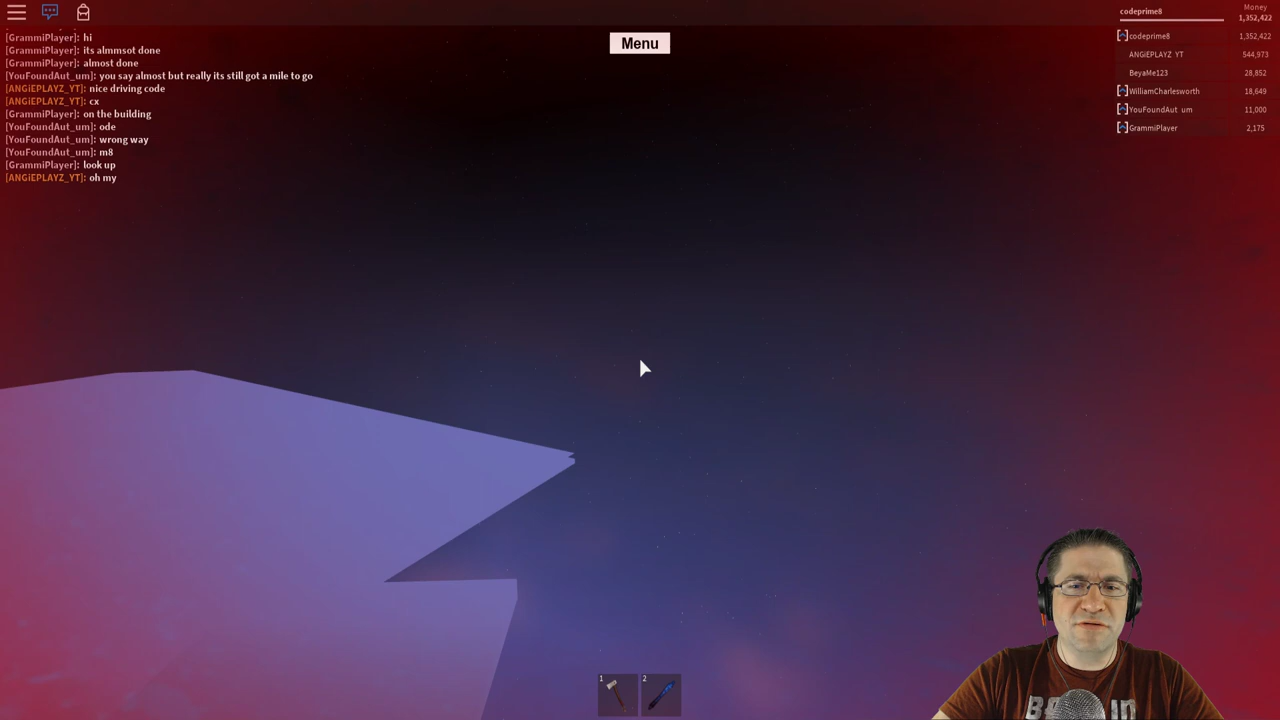 [GrammiPlayer]: hi
[GrammiPlayer]: its almmsot done
[GrammiPlayer]: almost done
[YouFoundAut_um]: you say almost but really its still got a mile to go
[ANGiEPLAYZ_YT]: nice driving code
[ANGiEPLAYZ_YT]: cx
[GrammiPlayer]: on the building
[YouFoundAut_um]: ode
[YouFoundAut_um]: wrong way
[YouFoundAut_um]: m8
[GrammiPlayer]: look up
[ANGiEPLAYZ_YT]: oh my
Menu
codeprime8 Money 1,352,422
codeprime8 1,352,422
ANGiEPLAYZ_YT 544,973
BeyaMe123 28,852
WilliamCharlesworth 18,649
YouFoundAut_um 11,000
GrammiPlayer 2,175
1 2